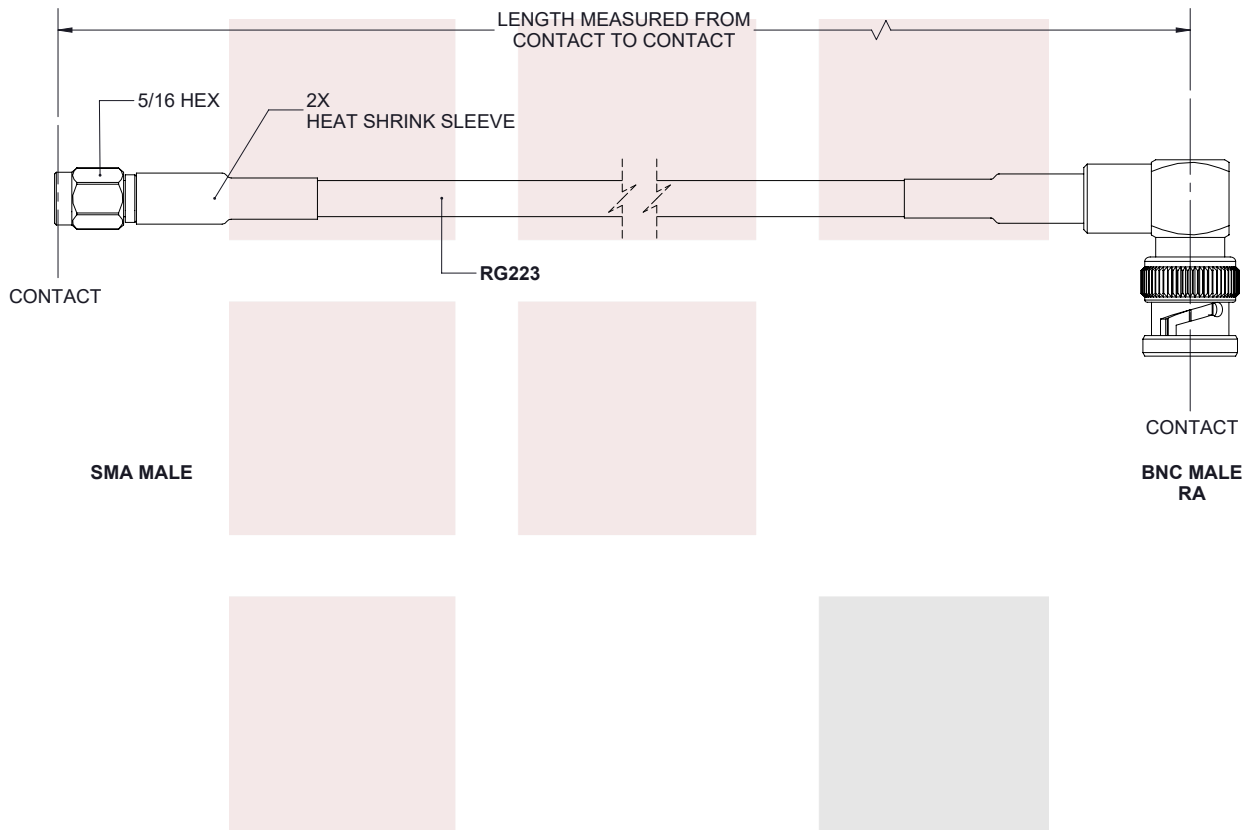 LENGTH MEASURED FROM
CONTACT TO CONTACT
5/16 HEX
2X
HEAT SHRINK SLEEVE
RG223
CONTACT
CONTACT
SMA MALE
BNC MALE
RA